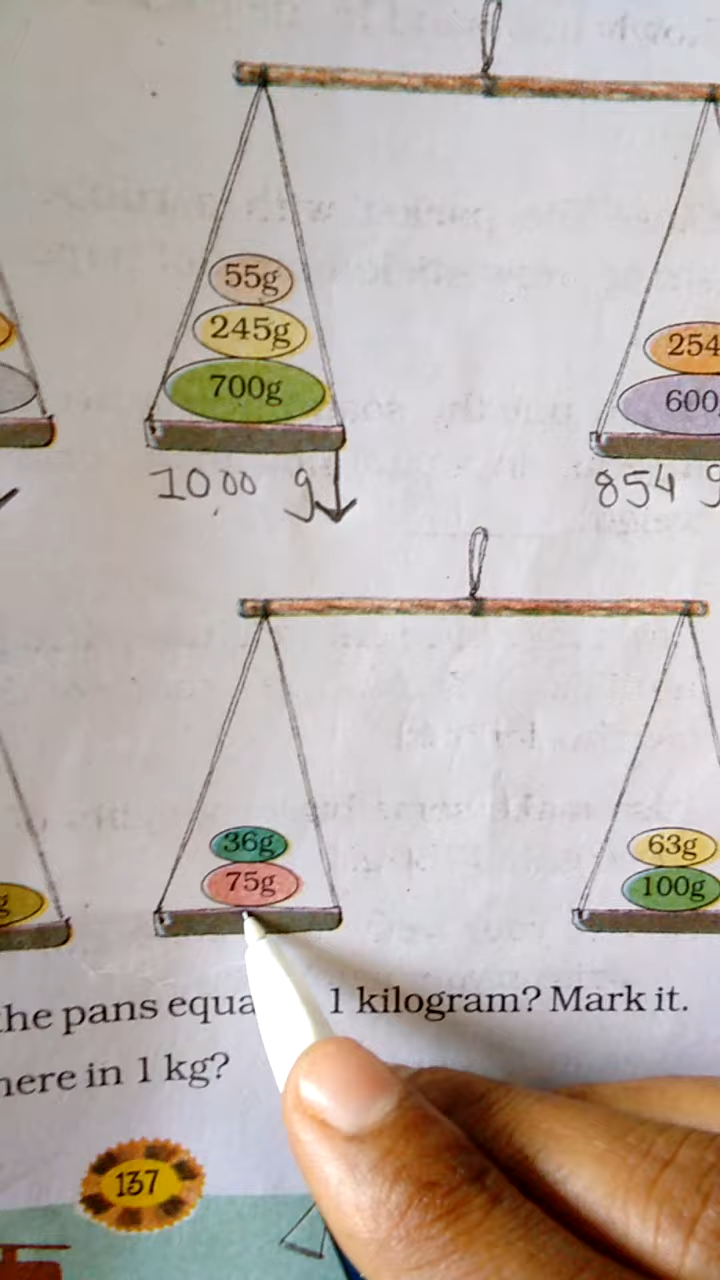 55g
245g
700g
254
600
1000 g
854 g
36g
75g
63g
100g
g
the pans equa 1 kilogram? Mark it.
here in 1 kg?
137